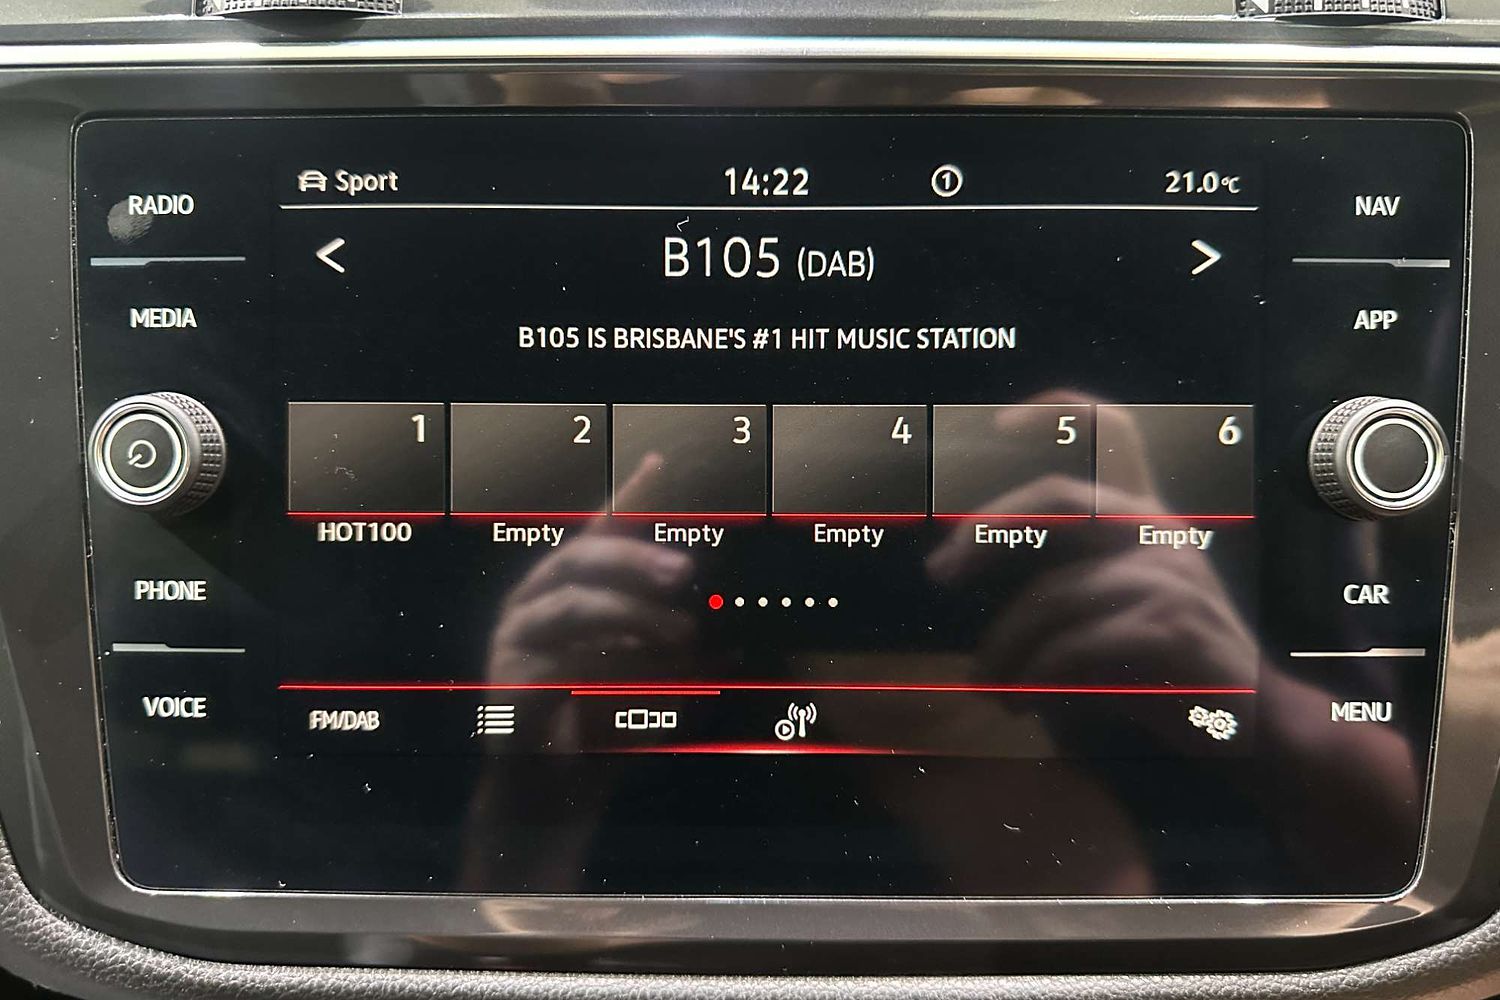 RADIO
MEDIA
PHONE
VOICE
Sport 14:22 1 21.0°C
< B105 (DAB) >
B105 IS BRISBANE'S #1 HIT MUSIC STATION
1 2 3 4 5 6
HOT100 Empty Empty Empty Empty Empty
FM/DAB
NAV
APP
CAR
MENU